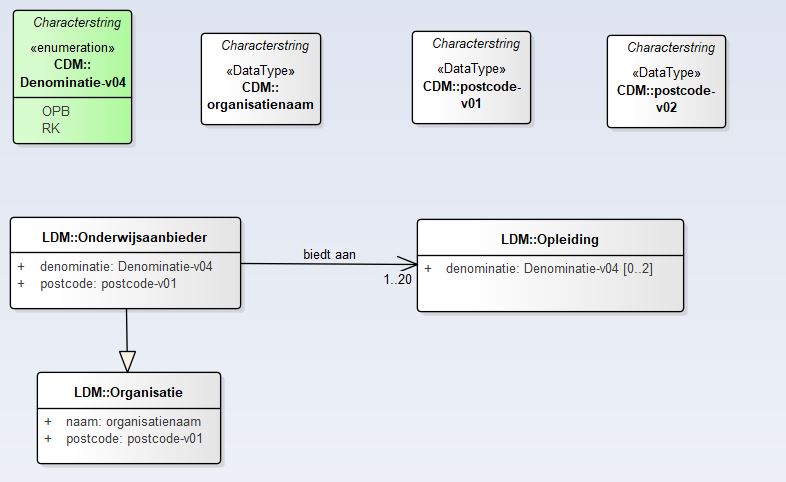 Characterstring
«enumeration»
CDM::
Denominatie-v04
OPB
RK
Characterstring
«DataType»
CDM::
organisatienaam
Characterstring
«DataType»
CDM::postcode-
v01
Characterstring
«DataType»
CDM::postcode-
v02
LDM::Onderwijsaanbieder
+ denominatie: Denominatie-v04
+ postcode: postcode-v01
biedt aan
1..20
LDM::Opleiding
+ denominatie: Denominatie-v04 [0..2]
LDM::Organisatie
+ naam: organisatienaam
+ postcode: postcode-v01